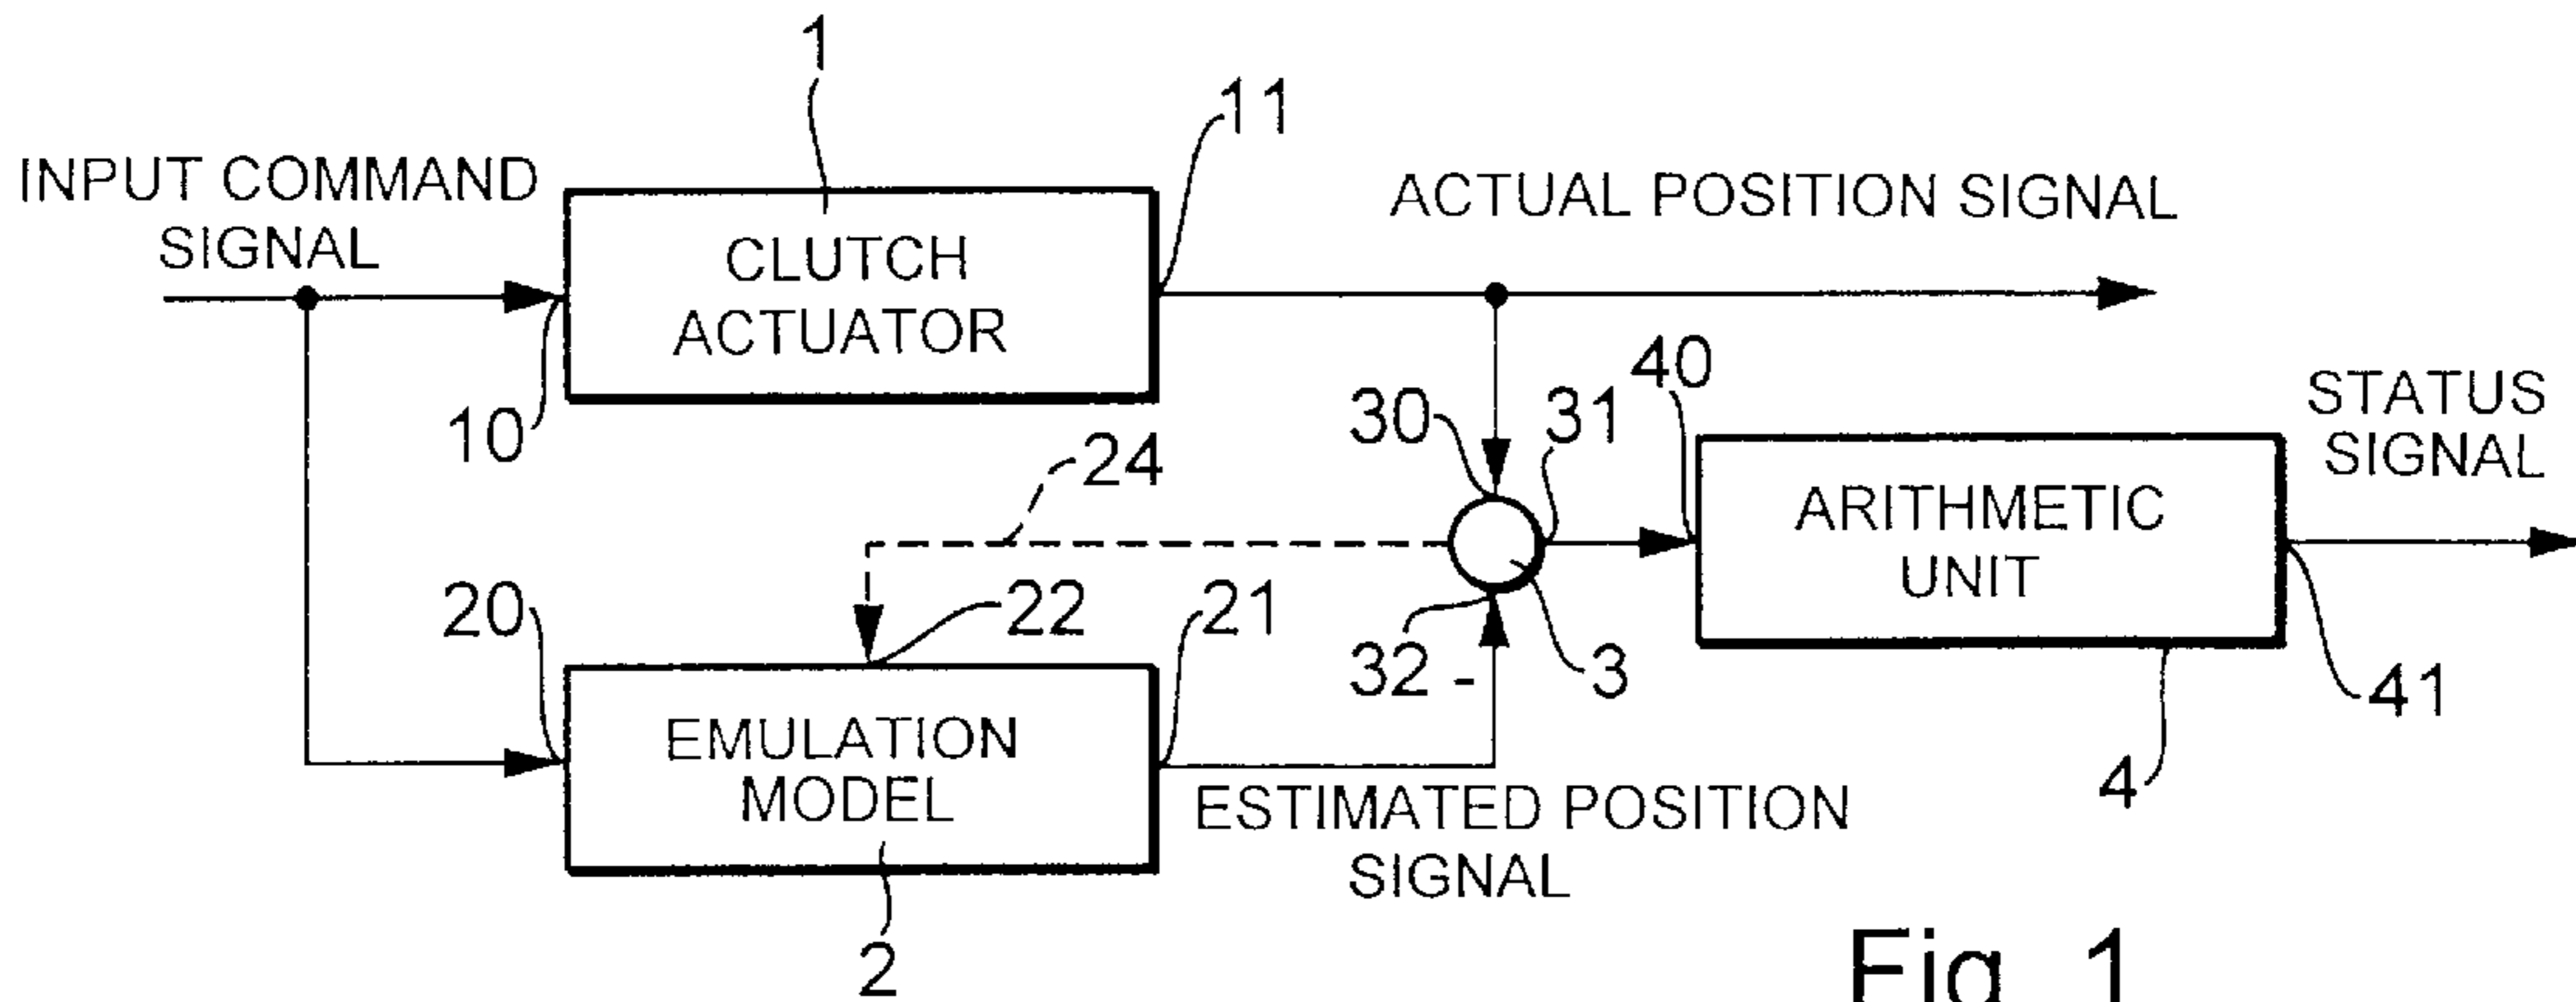 1
11
INPUT COMMAND
SIGNAL
CLUTCH
ACTUATOR
ACTUAL POSITION SIGNAL
10
24
30
31
40
STATUS
SIGNAL
ARITHMETIC
UNIT
20
22
21
32 -
3
41
4
EMULATION
MODEL
ESTIMATED POSITION
SIGNAL
2
Fig. 1